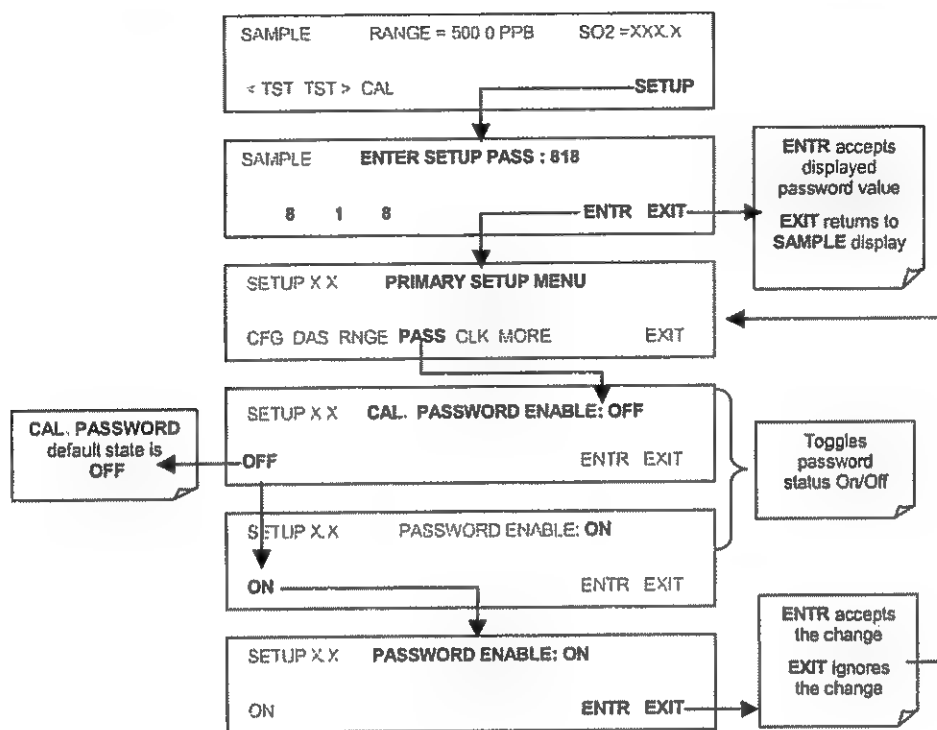 SAMPLE RANGE = 500 0 PPB SO2 =XXX.X
< TST TST > CAL SETUP
SAMPLE ENTER SETUP PASS : 818
8 1 8 ENTR EXIT
ENTR accepts
displayed
password value
EXIT returns to
SAMPLE display
SETUP X X PRIMARY SETUP MENU
CFG DAS RNGE PASS CLK MORE EXIT
SETUP X X CAL. PASSWORD ENABLE: OFF
OFF ENTR EXIT
CAL. PASSWORD
default state is
OFF
Toggles
password
status On/Off
SETUP X.X PASSWORD ENABLE: ON
ON ENTR EXIT
SETUP X.X PASSWORD ENABLE: ON
ON ENTR EXIT
ENTR accepts
the change
EXIT ignores
the change